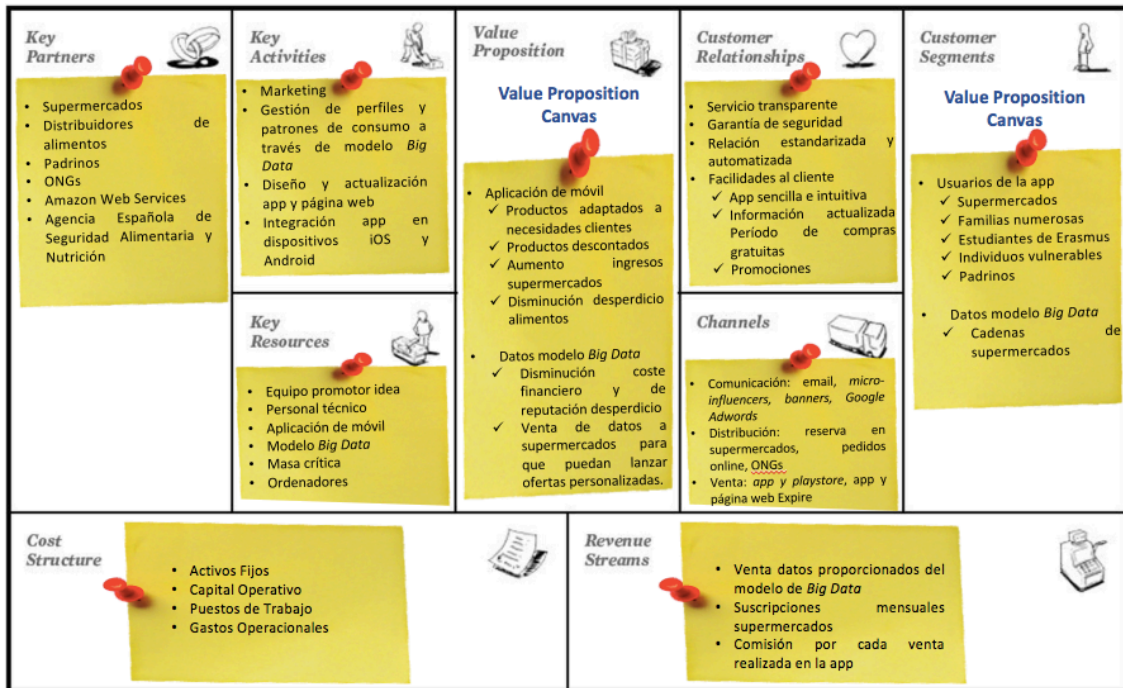 Key
Partners
• Supermercados
• Distribuidores de
alimentos
• Padrinos
• ONGs
• Amazon Web Services
• Agencia Española de
Seguridad Alimentaria y
Nutrición
Key
Activities
• Marketing
• Gestión de perfiles y
patrones de consumo a
través de modelo Big
Data
• Diseño y actualización
app y página web
• Integración app en
dispositivos iOS y
Android
Key
Resources
• Equipo promotor idea
• Personal técnico
• Aplicación de móvil
• Modelo Big Data
• Masa crítica
• Ordenadores
Value
Proposition
Value Proposition
Canvas
• Aplicación de móvil
✓ Productos adaptados a
necesidades clientes
✓ Productos descontados
✓ Aumento ingresos
supermercados
✓ Disminución desperdicio
alimentos
• Datos modelo Big Data
✓ Disminución coste
financiero y de
reputación desperdicio
✓ Venta de datos a
supermercados para
que puedan lanzar
ofertas personalizadas.
Customer
Relationships
• Servicio transparente
• Garantía de seguridad
• Relación estandarizada y
automatizada
• Facilidades al cliente
✓ App sencilla e intuitiva
✓ Información actualizada
Período de compras
gratuitas
✓ Promociones
Channels
• Comunicación: email, micro-
influencers, banners, Google
Adwords
• Distribución: reserva en
supermercados, pedidos
online, ONGs
• Venta: app y playstore, app y
página web Expire
Customer
Segments
Value Proposition
Canvas
• Usuarios de la app
✓ Supermercados
✓ Familias numerosas
✓ Estudiantes de Erasmus
✓ Individuos vulnerables
✓ Padrinos
• Datos modelo Big Data
✓ Cadenas de
supermercados
Cost
Structure
• Activos Fijos
• Capital Operativo
• Puestos de Trabajo
• Gastos Operacionales
Revenue
Streams
• Venta datos proporcionados del
modelo de Big Data
• Suscripciones mensuales
supermercados
• Comisión por cada venta
realizada en la app